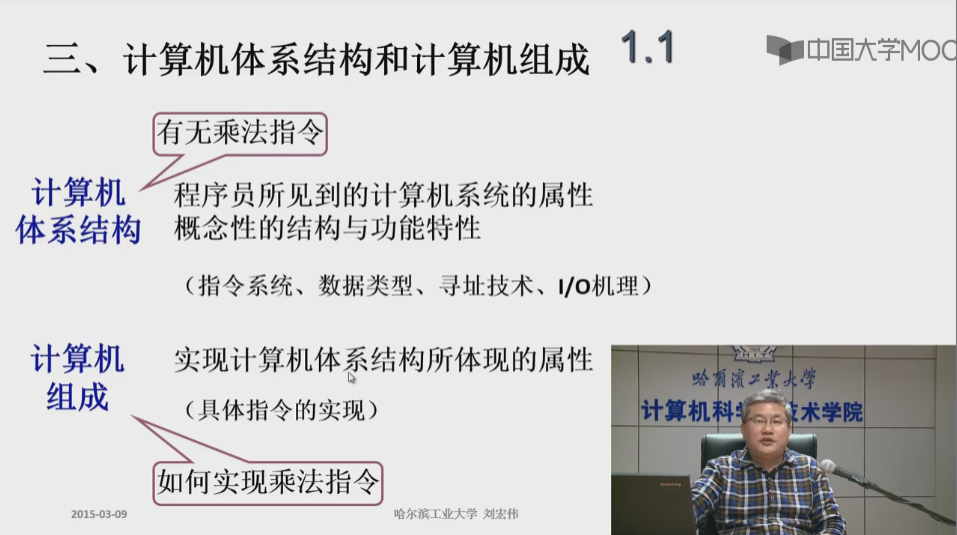 三、计算机体系结构和计算机组成
1.1
中国大学MOO
有无乘法指令
计算机
体系结构
程序员所见到的计算机系统的属性
概念性的结构与功能特性
（指令系统、数据类型、寻址技术、I/O机理）
计算机
组成
实现计算机体系结构所体现的属性
（具体指令的实现）
如何实现乘法指令
2015-03-09
哈尔滨工业大学 刘宏伟
HIT
哈爾濱工業大學
计算机科学 技术学院